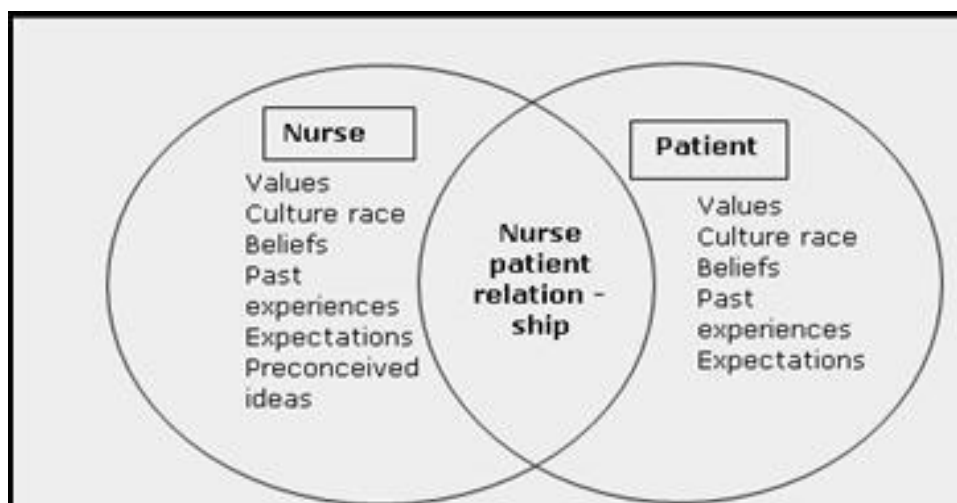 Nurse
Values
Culture race
Beliefs
Past
experiences
Expectations
Preconceived
ideas
Nurse
patient
relation -
ship
Patient
Values
Culture race
Beliefs
Past
experiences
Expectations